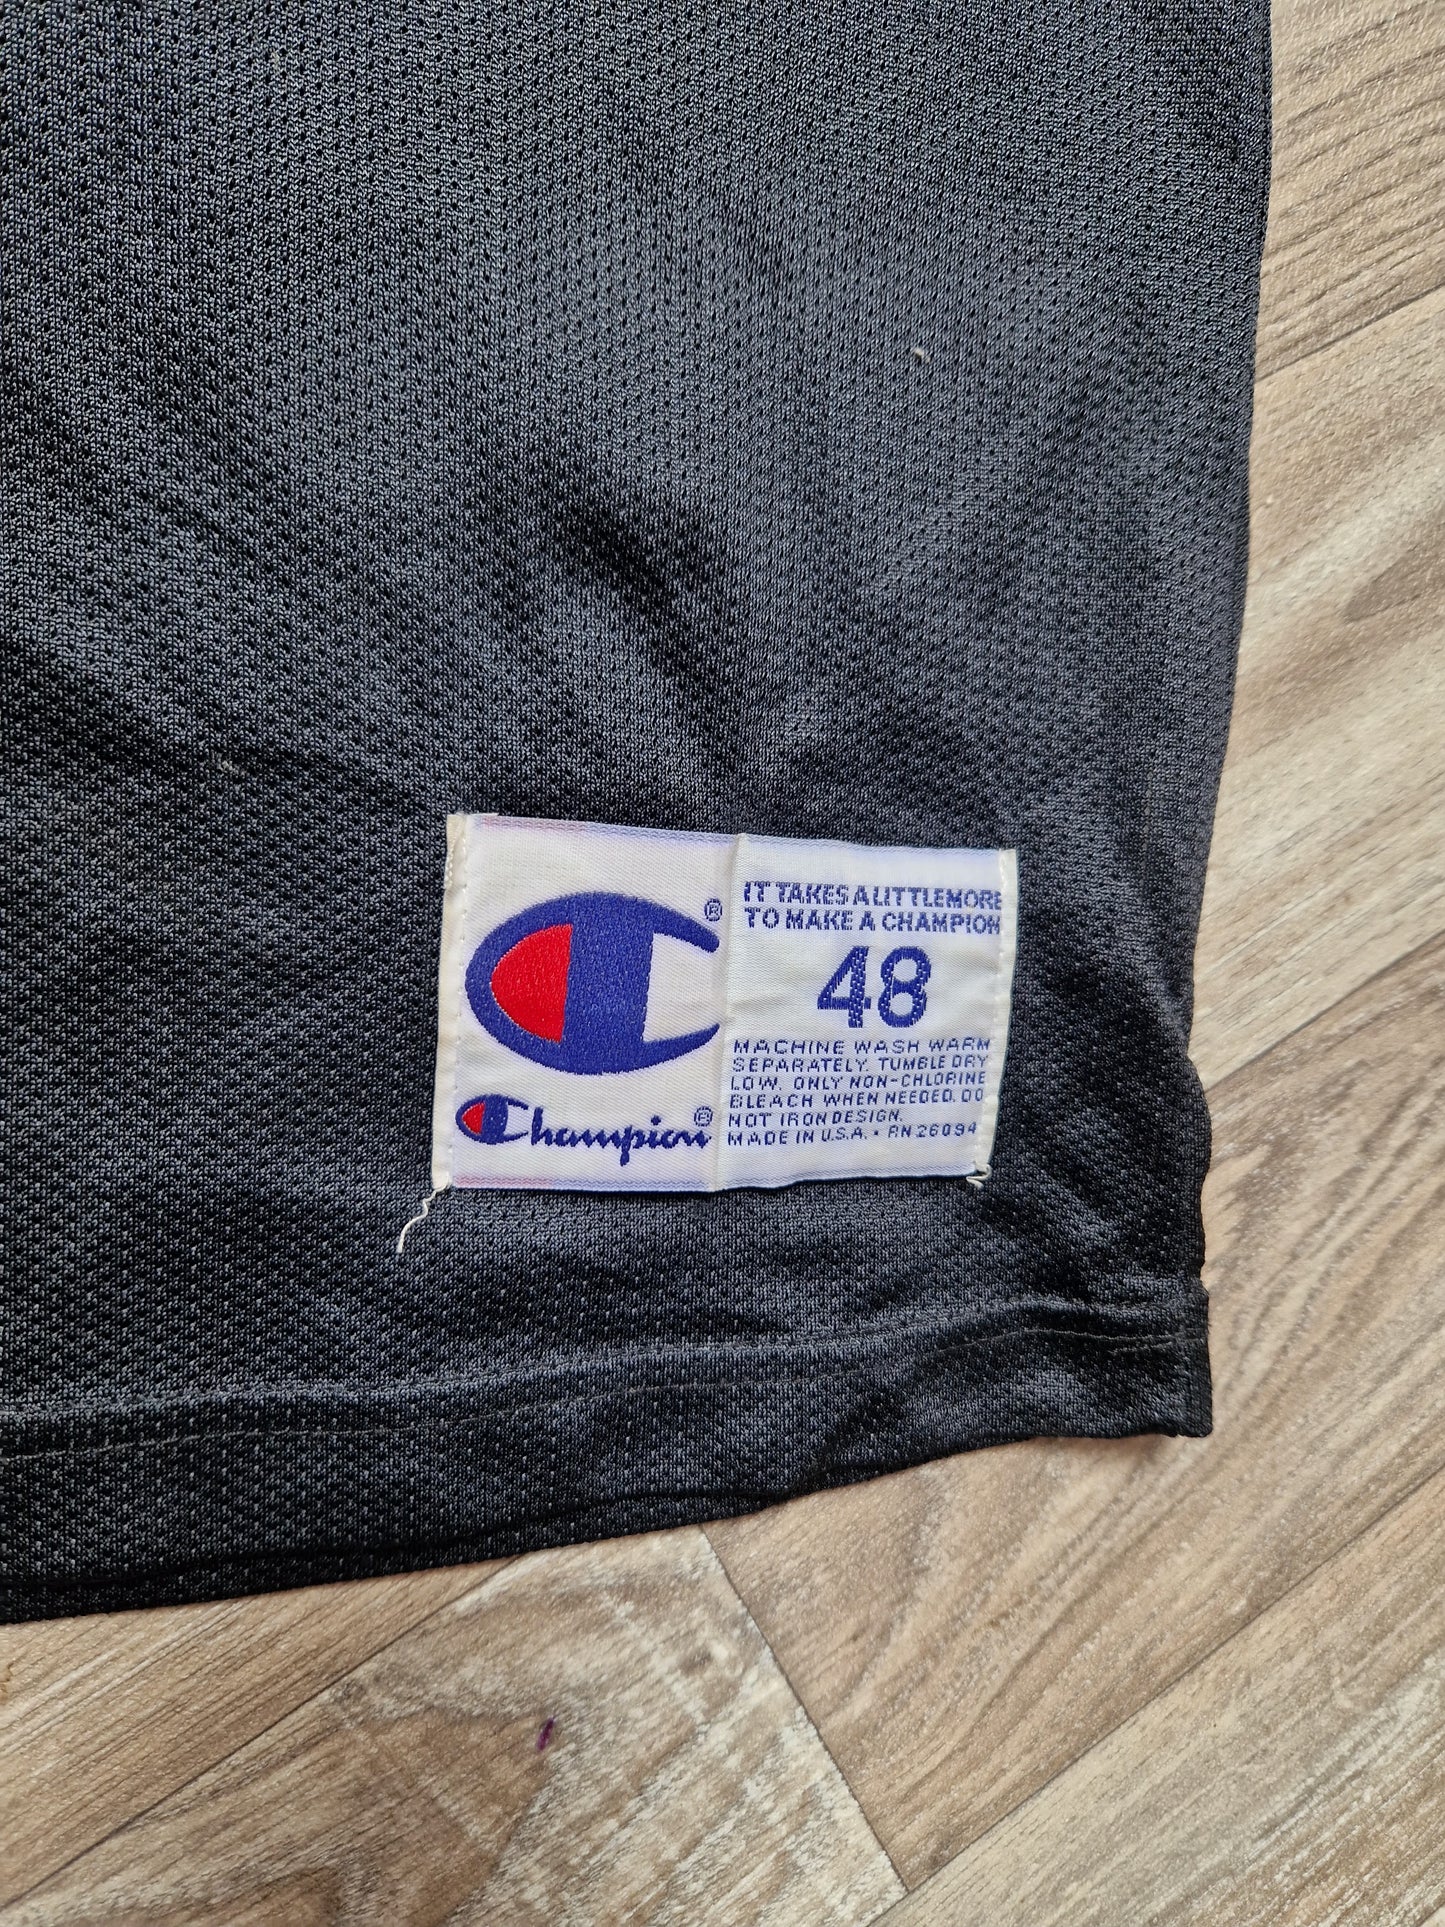 Champion
IT TAKES A LITTLE MORE
TO MAKE A CHAMPION
48
MACHINE WASH WARM
SEPARATELY. TUMBLE DRY
LOW. ONLY NON-CHLORINE
BLEACH WHEN NEEDED. DO
NOT IRON DESIGN.
MADE IN U.S.A. • RN 26094